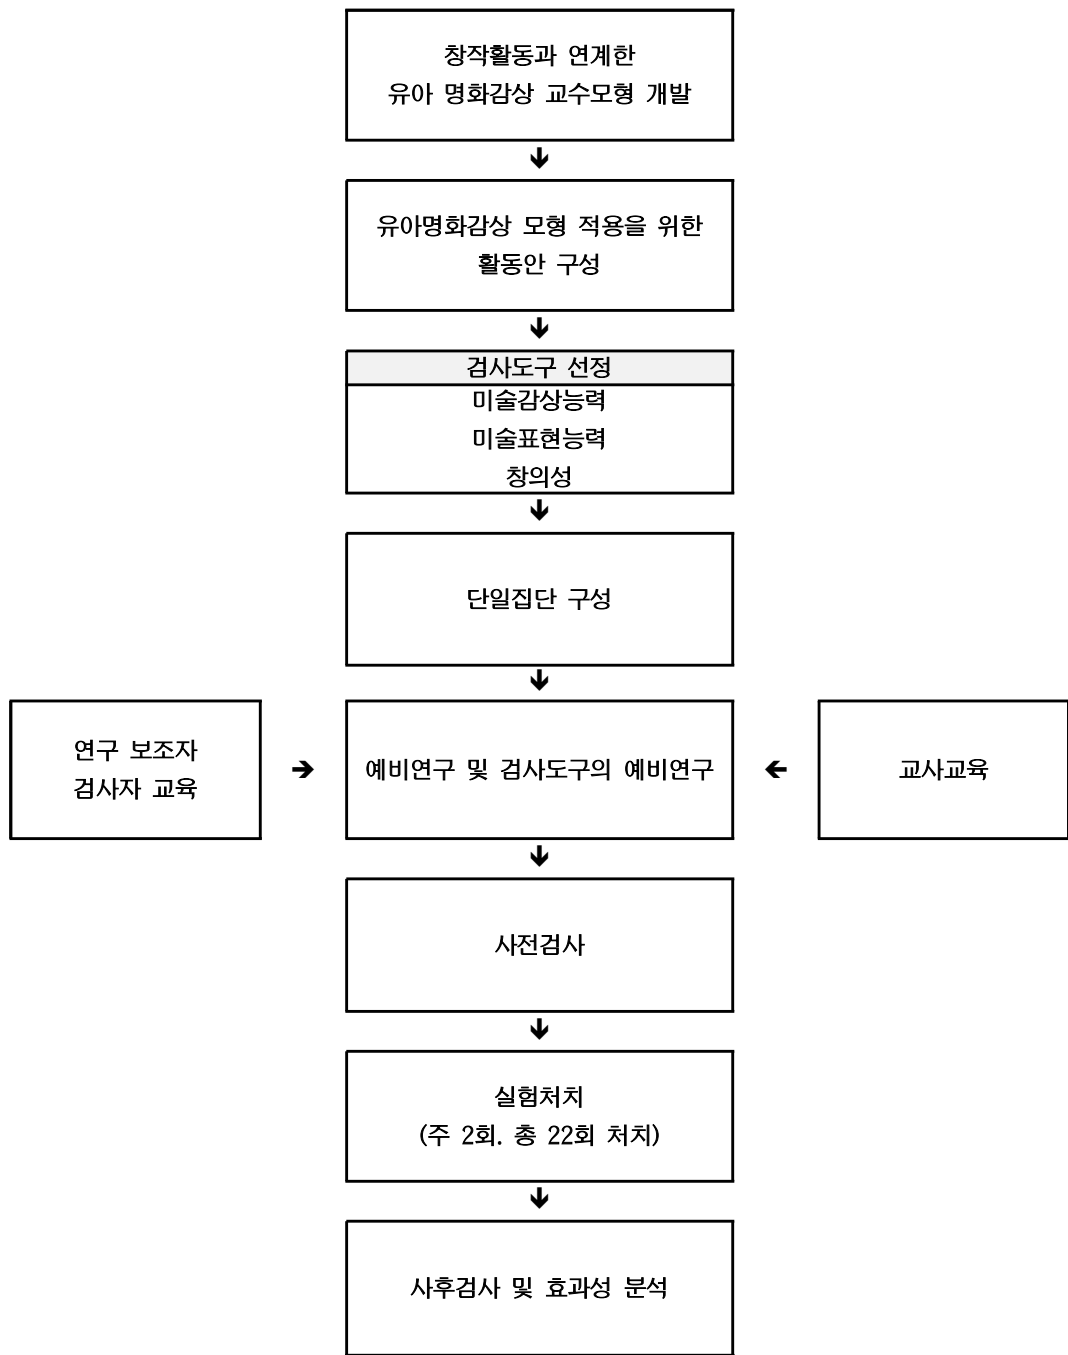 창작활동과 연계한
유아 명화감상 교수모형 개발
유아명화감상 모형 적용을 위한
활동안 구성
검사도구 선정
미술감상능력
미술표현능력
창의성
단일집단 구성
연구 보조자
검사자 교육
예비연구 및 검사도구의 예비연구
교사교육
사전검사
실험처치
(주 2회. 총 22회 처치)
사후검사 및 효과성 분석